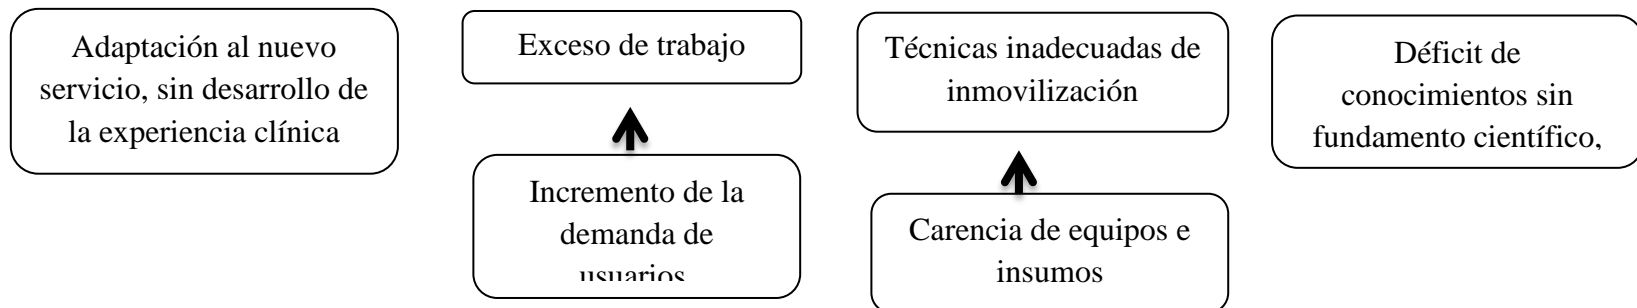 Adaptación al nuevo
servicio, sin desarrollo de
la experiencia clínica
Exceso de trabajo
Incremento de la
demanda de
usuarios
Técnicas inadecuadas de
inmovilización
Carencia de equipos e
insumos
Déficit de
conocimientos sin
fundamento científico,